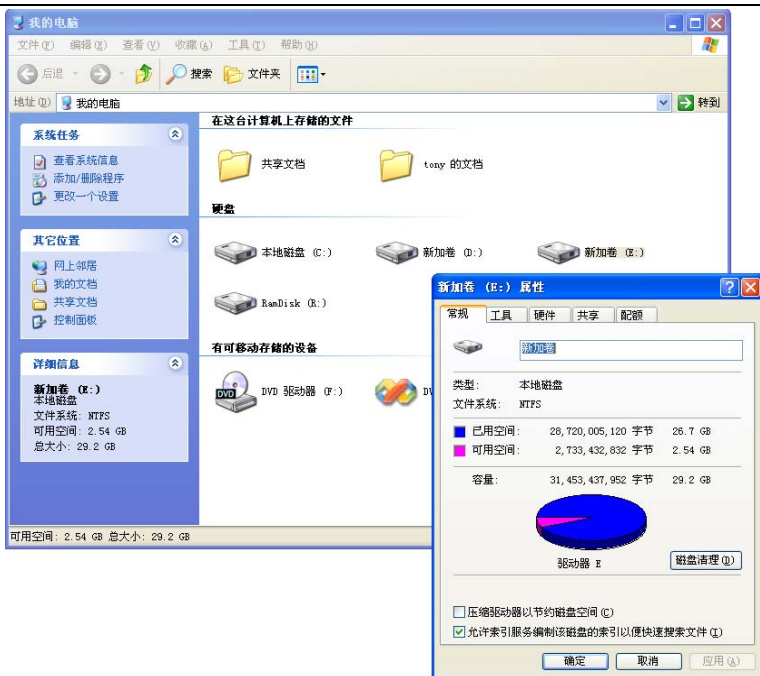 我的电脑
文件(F) 编辑(E) 查看(V) 收藏(A) 工具(T) 帮助(H)
后退 搜索 文件夹
地址(D) 我的电脑 转到
系统任务
查看系统信息
添加/删除程序
更改一个设置
其它位置
网上邻居
我的文档
共享文档
控制面板
详细信息
新加卷 (E:)
本地磁盘
文件系统: NTFS
可用空间: 2.54 GB
总大小: 29.2 GB
在这台计算机上存储的文件
共享文档 tony 的文档
硬盘
本地磁盘 (C:) 新加卷 (D:) 新加卷 (E:)
RamDisk (R:)
有可移动存储的设备
DVD DVD 驱动器 (F:)
可用空间: 2.54 GB 总大小: 29.2 GB
新加卷 (E:) 属性
常规 工具 硬件 共享 配额
新加卷
类型: 本地磁盘
文件系统: NTFS
已用空间: 28,720,005,120 字节 26.7 GB
可用空间: 2,733,432,832 字节 2.54 GB
容量: 31,453,437,952 字节 29.2 GB
驱动器 E
磁盘清理(D)
压缩驱动器以节约磁盘空间(C)
允许索引服务编制该磁盘的索引以便快速搜索文件(I)
确定 取消 应用(A)